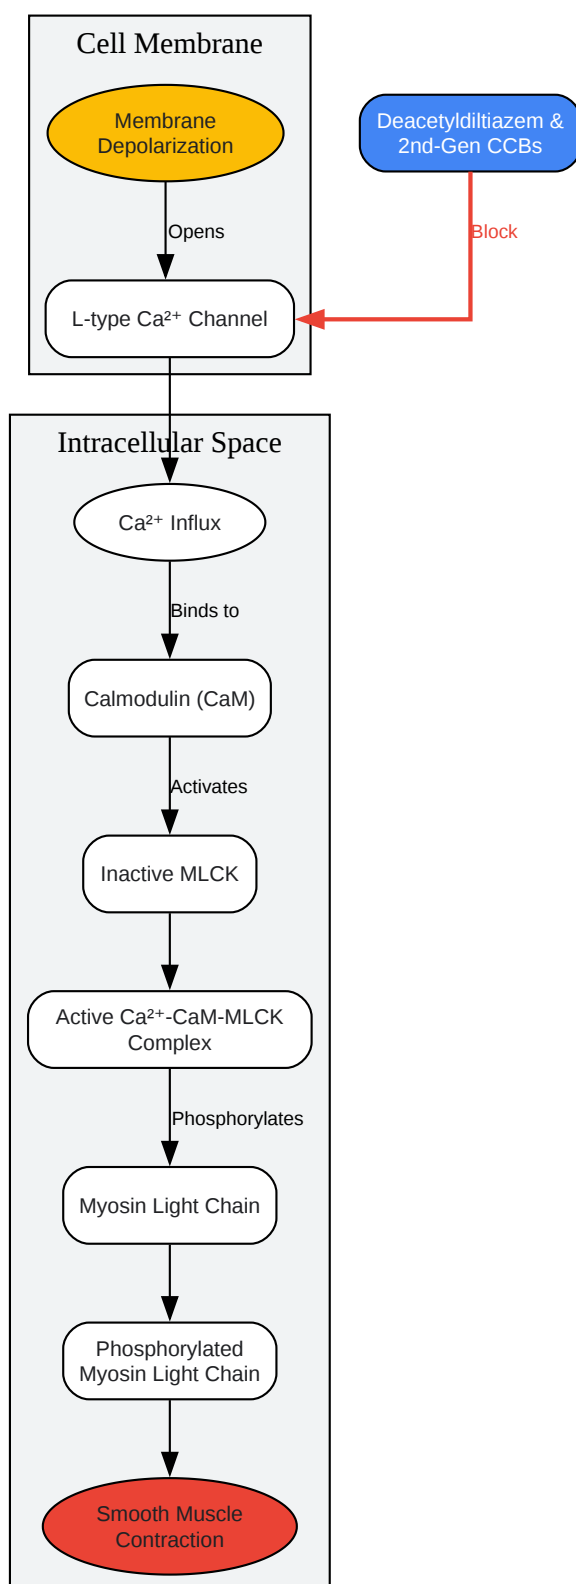 Cell Membrane
Membrane
Depolarization
Deacetyldiltiazem &
2nd-Gen CCBs
Opens
Block
L-type Ca²⁺ Channel
Intracellular Space
Ca²⁺ Influx
Binds to
Calmodulin (CaM)
Activates
Inactive MLCK
Active Ca²⁺-CaM-MLCK
Complex
Phosphorylates
Myosin Light Chain
Phosphorylated
Myosin Light Chain
Smooth Muscle
Contraction